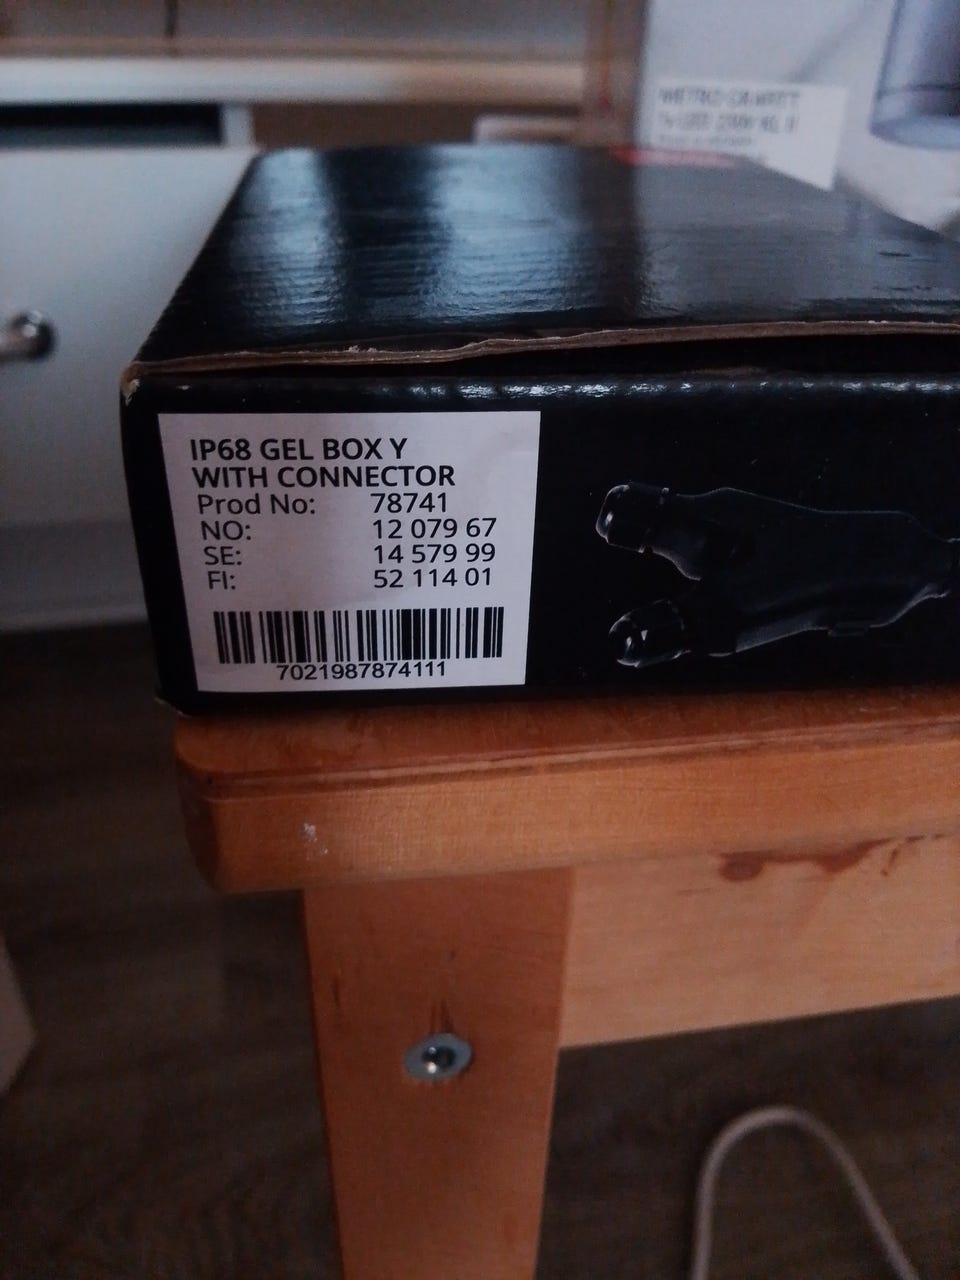 IP68 GEL BOX Y
WITH CONNECTOR
Prod No: 78741
NO: 12 079 67
SE: 14 579 99
FI: 52 114 01
7021987874111